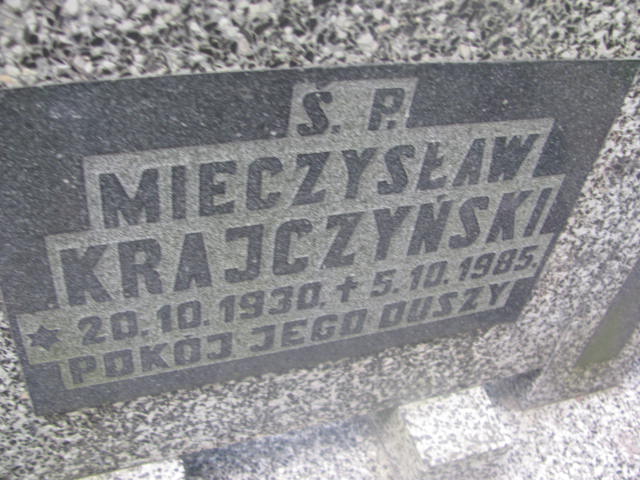 Ś. P.
MIECZYSŁAW
KRAJCZYŃSKI
* 20.10.1930. † 5.10.1985.
POKÓJ JEGO DUSZY